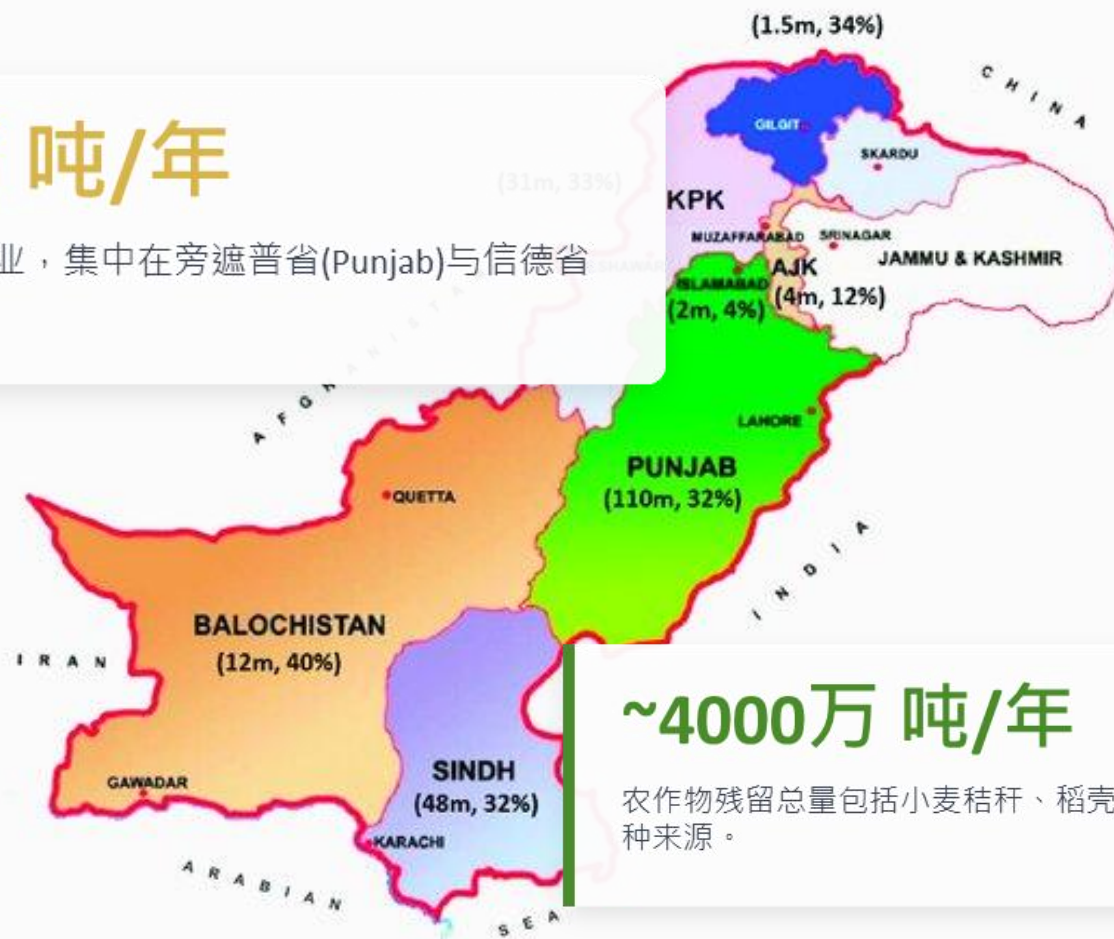 (1.5m, 34%)
CHINA
吨/年
GILGIT
SKARDU
(31m, 33%)
KPK
业，集中在旁遮普省(Punjab)与信德省
MUZAFFARABAD
SRINAGAR
JAMMU & KASHMIR
AJK
(4m, 12%)
ISLAMABAD
(2m, 4%)
LAHORE
PUNJAB
(110m, 32%)
QUETTA
INDIA
BALOCHISTAN
(12m, 40%)
IRAN
~4000万 吨/年
SINDH
(48m, 32%)
GAWADAR
农作物残留总量包括小麦秸秆、稻壳
种来源。
KARACHI
ARABIAN
SEA